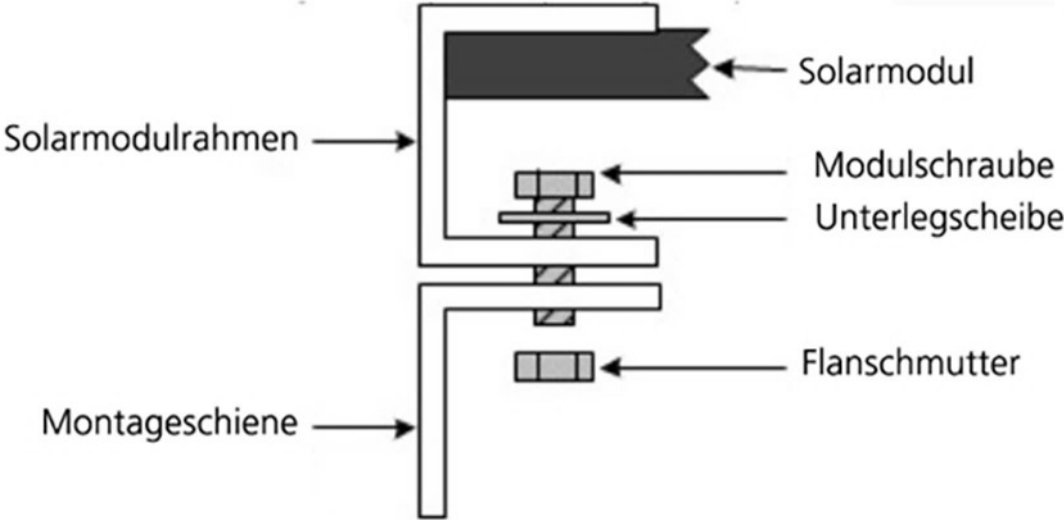 Solarmodul
Solarmodulrahmen
Modulschraube
Unterlegscheibe
Flanschmutter
Montageschiene